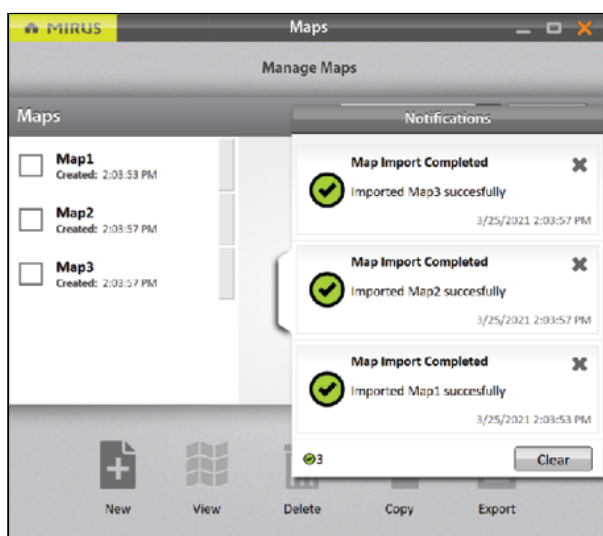 MIRUS
Maps
Manage Maps
Maps
Notifications
Map1
Created: 2:03:53 PM
Map2
Created: 2:03:57 PM
Map3
Created: 2:03:57 PM
Map Import Completed
Imported Map3 succesfully
3/25/2021 2:03:57 PM
Map Import Completed
Imported Map2 succesfully
3/25/2021 2:03:57 PM
Map Import Completed
Imported Map1 succesfully
3/25/2021 2:03:53 PM
3
Clear
New
View
Delete
Copy
Export